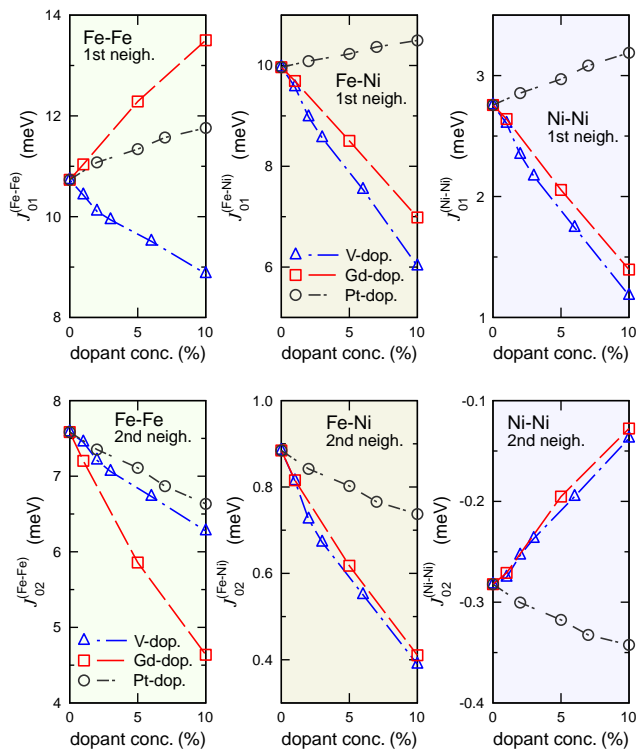 Fe-Fe
1st neigh.
J01(Fe-Fe) (meV)
14
12
10
8
0
5
10
dopant conc. (%)
Fe-Ni
1st neigh.
J01(Fe-Ni) (meV)
10
8
6
V-dop.
Gd-dop.
Pt-dop.
0
5
10
dopant conc. (%)
Ni-Ni
1st neigh.
J01(Ni-Ni) (meV)
3
2
1
0
5
10
dopant conc. (%)
Fe-Fe
2nd neigh.
J02(Fe-Fe) (meV)
8
7
6
5
4
V-dop.
Gd-dop.
Pt-dop.
0
5
10
dopant conc. (%)
Fe-Ni
2nd neigh.
J02(Fe-Ni) (meV)
1.0
0.8
0.6
0.4
0
5
10
dopant conc. (%)
Ni-Ni
2nd neigh.
J02(Ni-Ni) (meV)
-0.1
-0.2
-0.3
-0.4
0
5
10
dopant conc. (%)